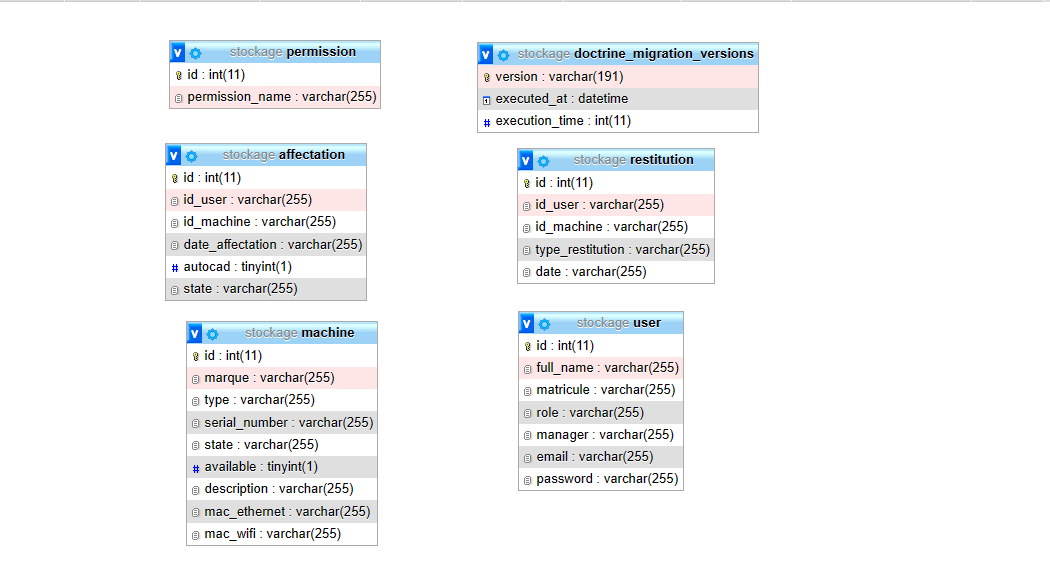 stockage permission
id : int(11)
permission_name : varchar(255)
stockage doctrine_migration_versions
version : varchar(191)
executed_at : datetime
execution_time : int(11)
stockage affectation
id : int(11)
id_user : varchar(255)
id_machine : varchar(255)
date_affectation : varchar(255)
autocad : tinyint(1)
state : varchar(255)
stockage restitution
id : int(11)
id_user : varchar(255)
id_machine : varchar(255)
type_restitution : varchar(255)
date : varchar(255)
stockage machine
id : int(11)
marque : varchar(255)
type : varchar(255)
serial_number : varchar(255)
state : varchar(255)
available : tinyint(1)
description : varchar(255)
mac_ethernet : varchar(255)
mac_wifi : varchar(255)
stockage user
id : int(11)
full_name : varchar(255)
matricule : varchar(255)
role : varchar(255)
manager : varchar(255)
email : varchar(255)
password : varchar(255)